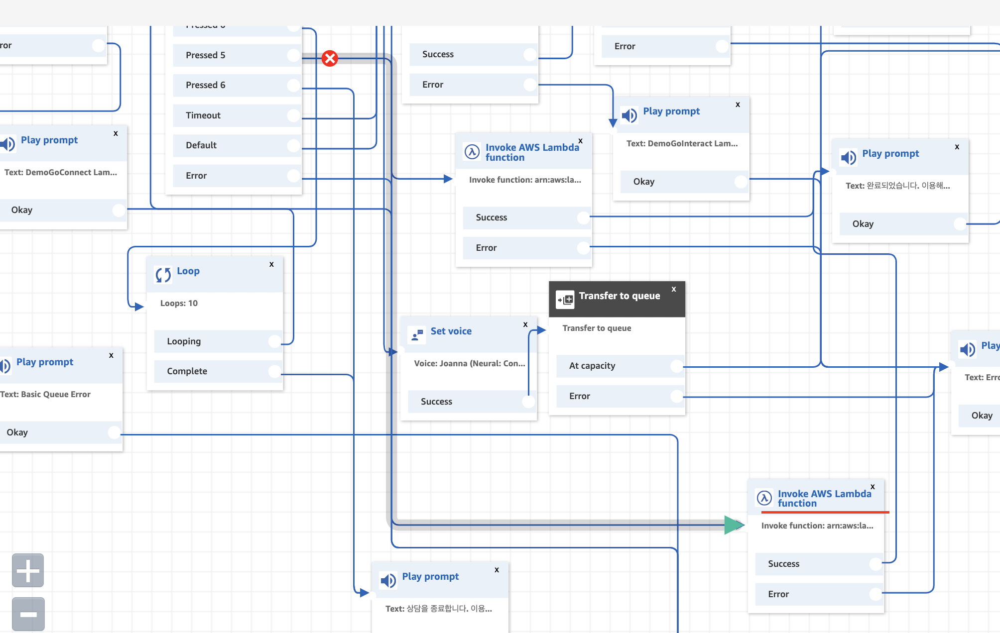 ror
Play prompt
x
Text: DemoGoConnect Lam...
Okay
Play prompt
x
Text: Basic Queue Error
Okay
Pressed 5
Pressed 6
Timeout
Default
Error
Loop
x
Loops: 10
Looping
Complete
Success
Error
Error
Play prompt
x
Text: DemoGoInteract Lam...
Okay
Invoke AWS Lambda
function
x
Invoke function: arn:aws:la...
Success
Error
Play prompt
x
Text: 완료되었습니다. 이용해...
Okay
Set voice
x
Voice: Joanna (Neural: Con...
Success
Transfer to queue
x
Transfer to queue
At capacity
Error
Play
Text: Erro
Okay
Invoke AWS Lambda
function
x
Invoke function: arn:aws:la...
Success
Error
Play prompt
x
Text: 상담을 종료합니다. 이용...